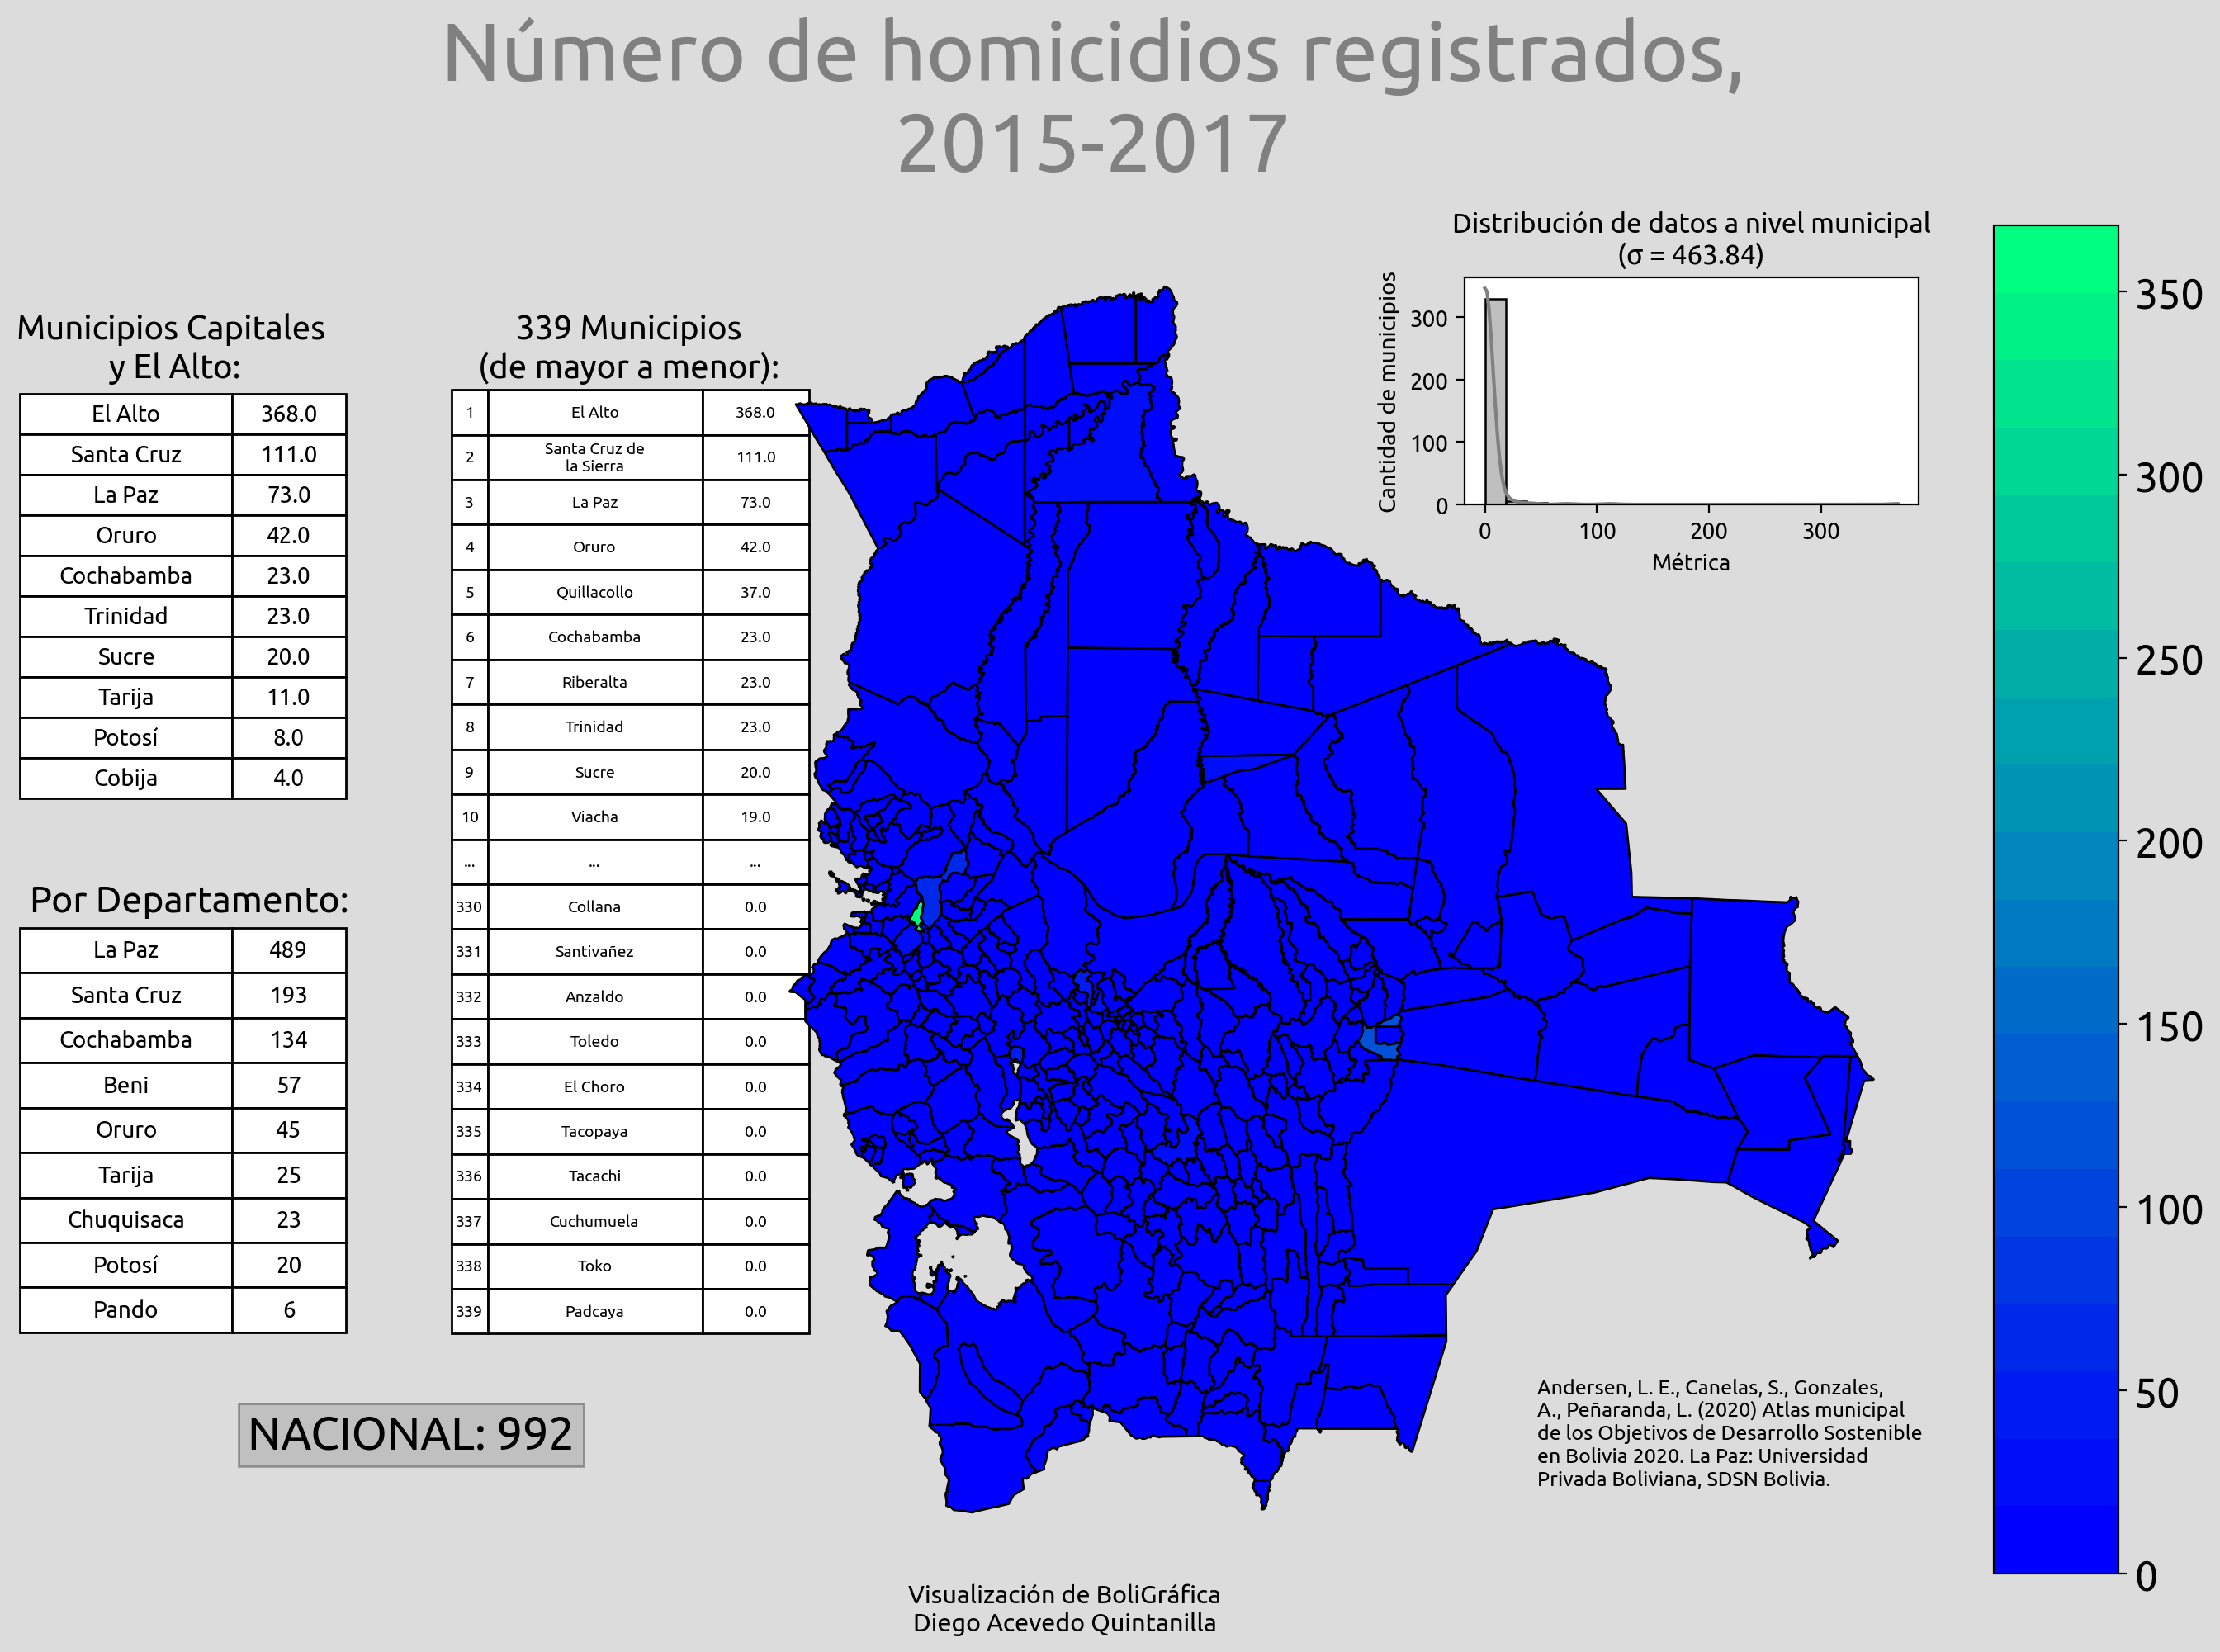 Número de homicidios registrados,
2015-2017
Municipios Capitales
y El Alto:
El Alto 368.0
Santa Cruz 111.0
La Paz 73.0
Oruro 42.0
Cochabamba 23.0
Trinidad 23.0
Sucre 20.0
Tarija 11.0
Potosí 8.0
Cobija 4.0
Por Departamento:
La Paz 489
Santa Cruz 193
Cochabamba 134
Beni 57
Oruro 45
Tarija 25
Chuquisaca 23
Potosí 20
Pando 6
NACIONAL: 992
339 Municipios
(de mayor a menor):
1 El Alto 368.0
2 Santa Cruz de
la Sierra 111.0
3 La Paz 73.0
4 Oruro 42.0
5 Quillacollo 37.0
6 Cochabamba 23.0
7 Riberalta 23.0
8 Trinidad 23.0
9 Sucre 20.0
10 Viacha 19.0
... ... ...
330 Collana 0.0
331 Santivañez 0.0
332 Anzaldo 0.0
333 Toledo 0.0
334 El Choro 0.0
335 Tacopaya 0.0
336 Tacachi 0.0
337 Cuchumuela 0.0
338 Toko 0.0
339 Padcaya 0.0
Distribución de datos a nivel municipal
(σ = 463.84)
Cantidad de municipios
300
200
100
0
0 100 200 300
Métrica
350
300
250
200
150
100
50
0
Andersen, L. E., Canelas, S., Gonzales,
A., Peñaranda, L. (2020) Atlas municipal
de los Objetivos de Desarrollo Sostenible
en Bolivia 2020. La Paz: Universidad
Privada Boliviana, SDSN Bolivia.
Visualización de BoliGráfica
Diego Acevedo Quintanilla